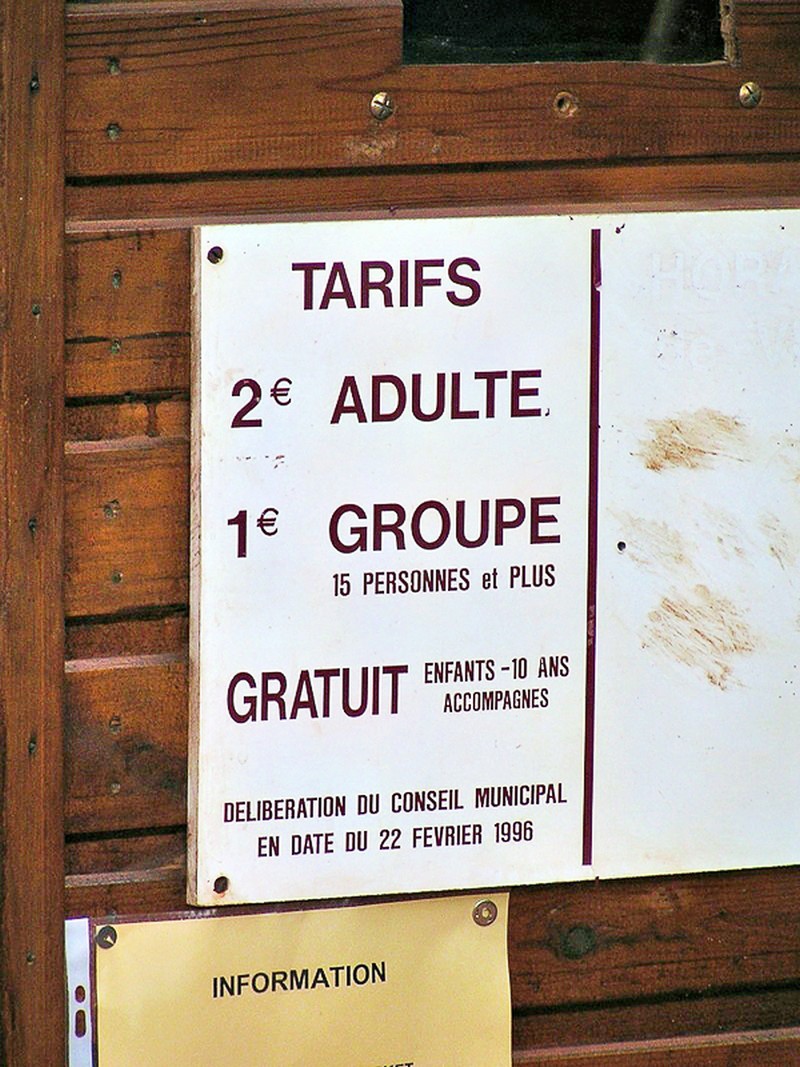 TARIFS
2€ ADULTE
1€ GROUPE
15 PERSONNES et PLUS
GRATUIT ENFANTS -10 ANS
ACCOMPAGNES
DELIBERATION DU CONSEIL MUNICIPAL
EN DATE DU 22 FEVRIER 1996
INFORMATION